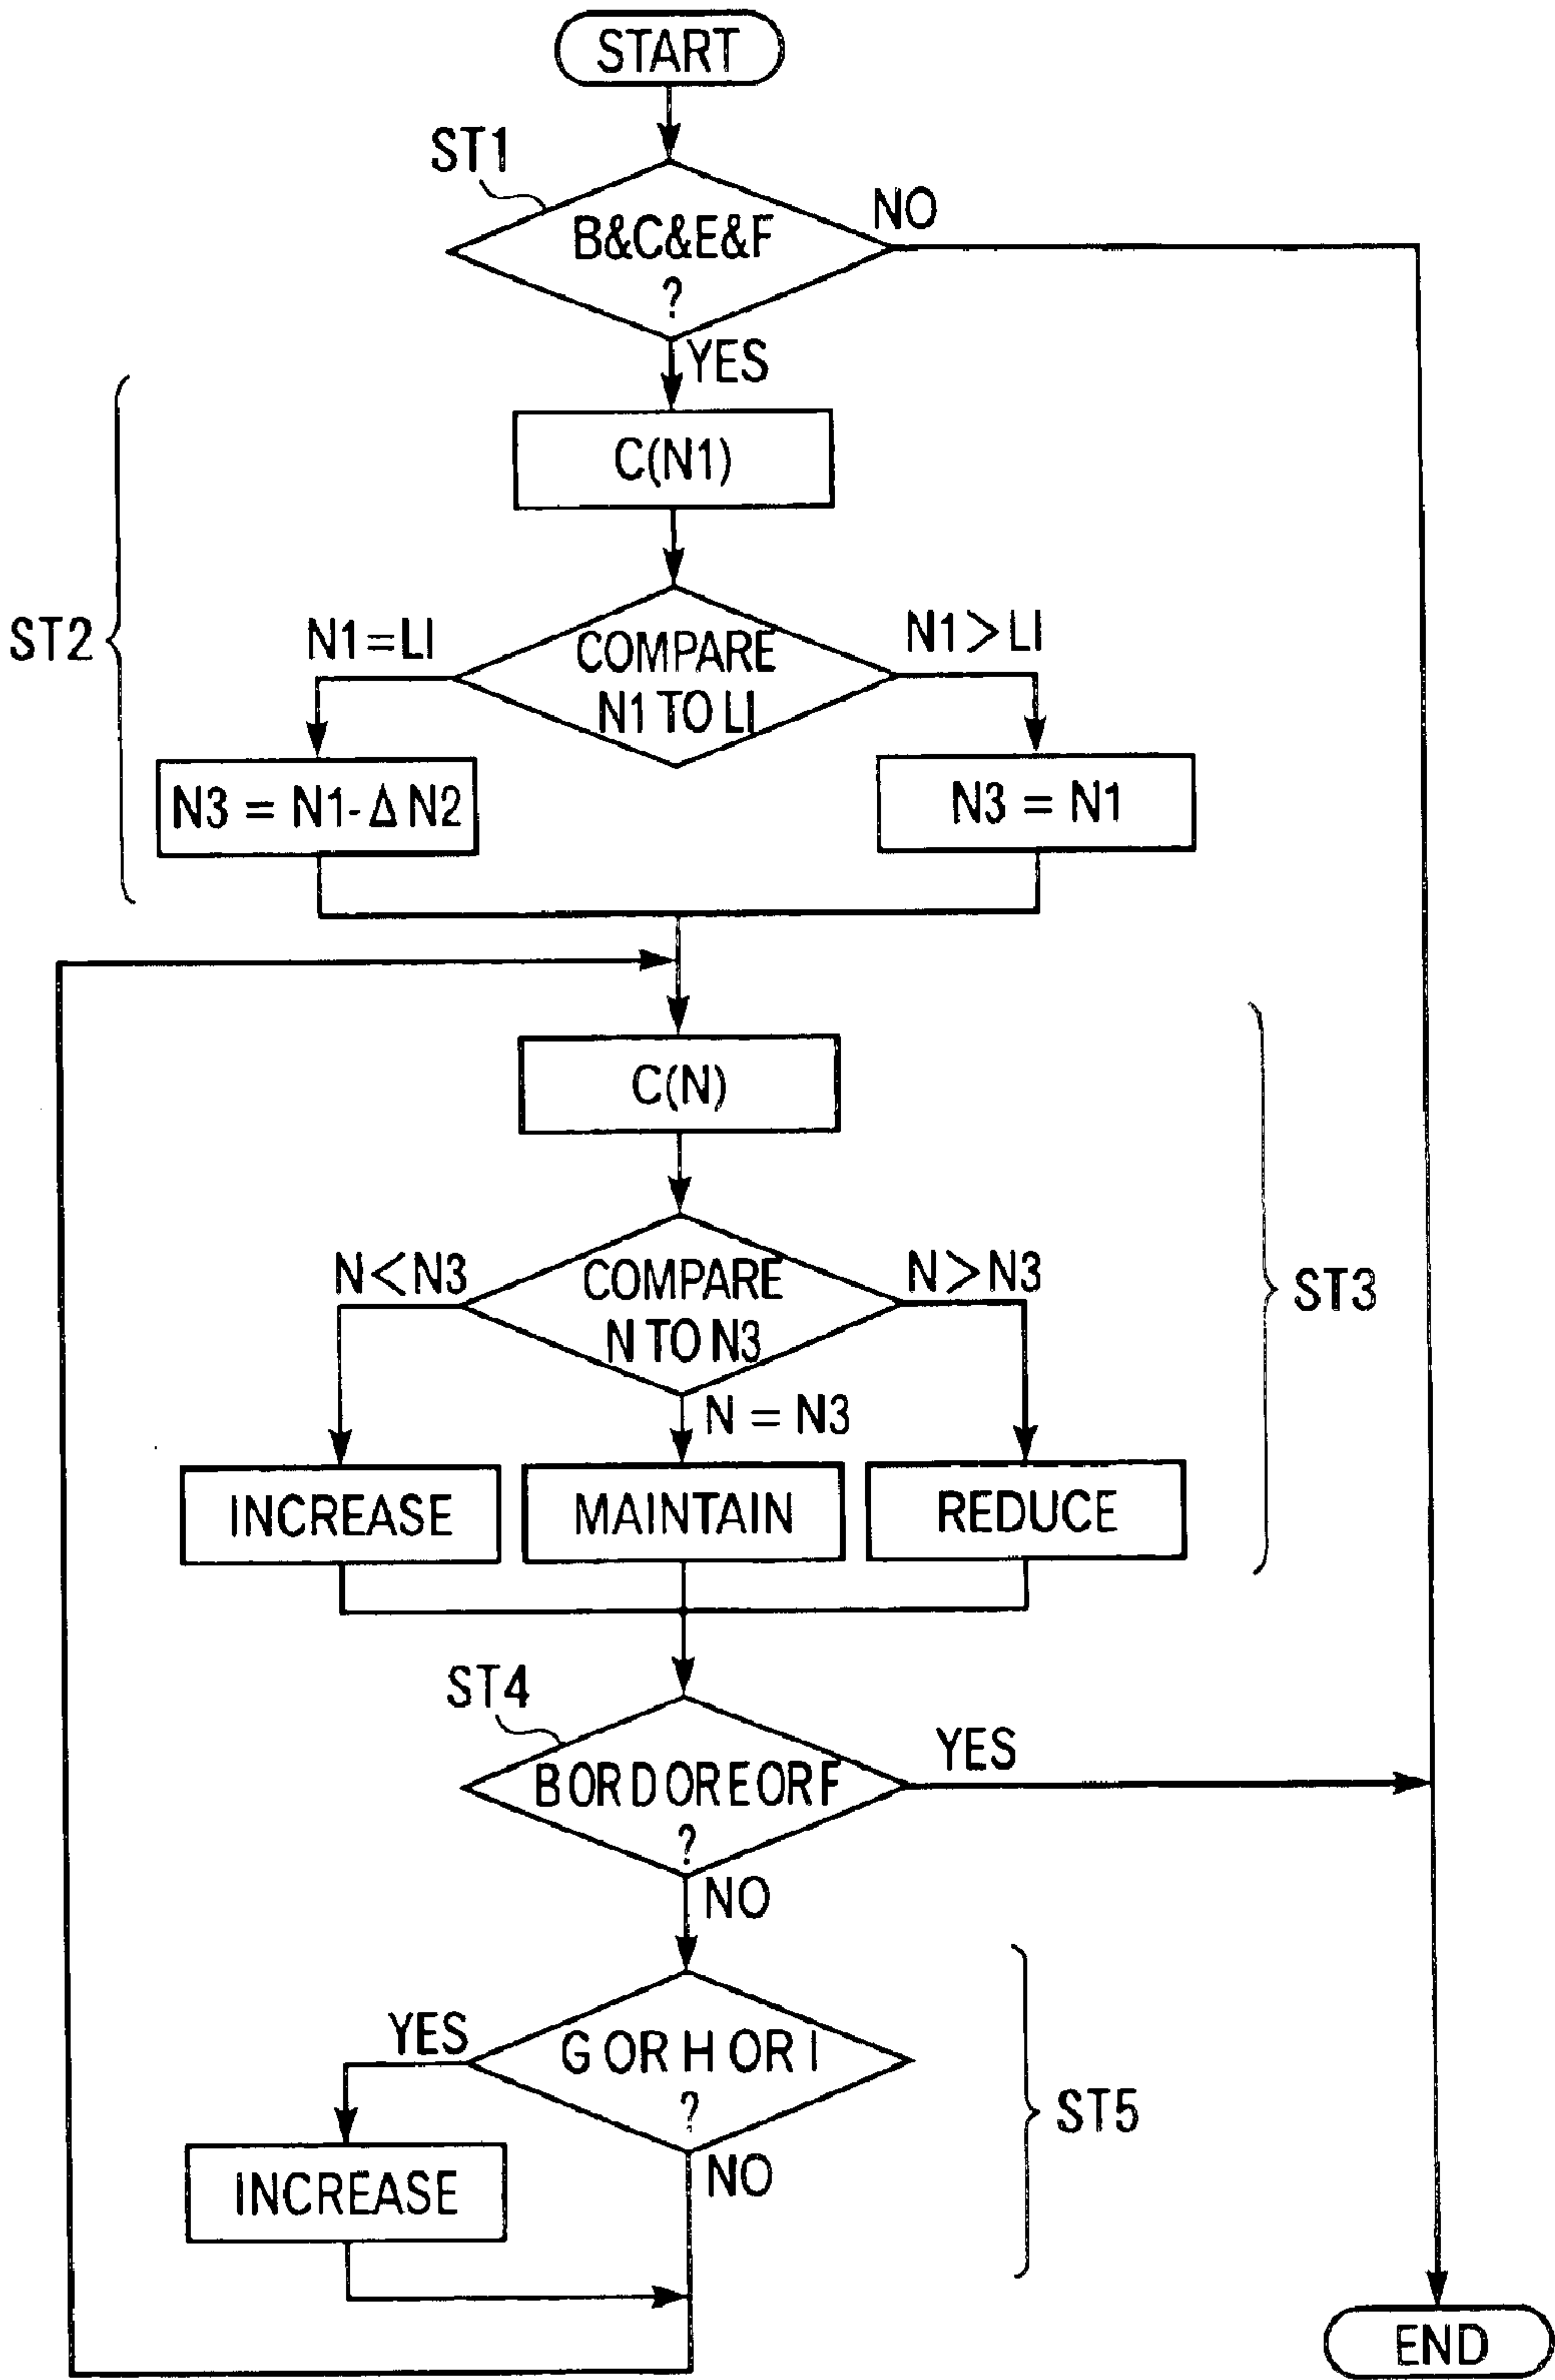 START
ST1
B&C&E&F
?
NO
YES
C(N1)
ST2
N1=LI
COMPARE
N1 TO LI
N1>LI
N3 = N1-Δ N2
N3 = N1
C(N)
N<N3
COMPARE
N TO N3
N>N3
N = N3
ST3
INCREASE
MAINTAIN
REDUCE
ST4
B OR D OR E OR F
?
YES
NO
YES
G OR H OR I
?
ST5
NO
INCREASE
END